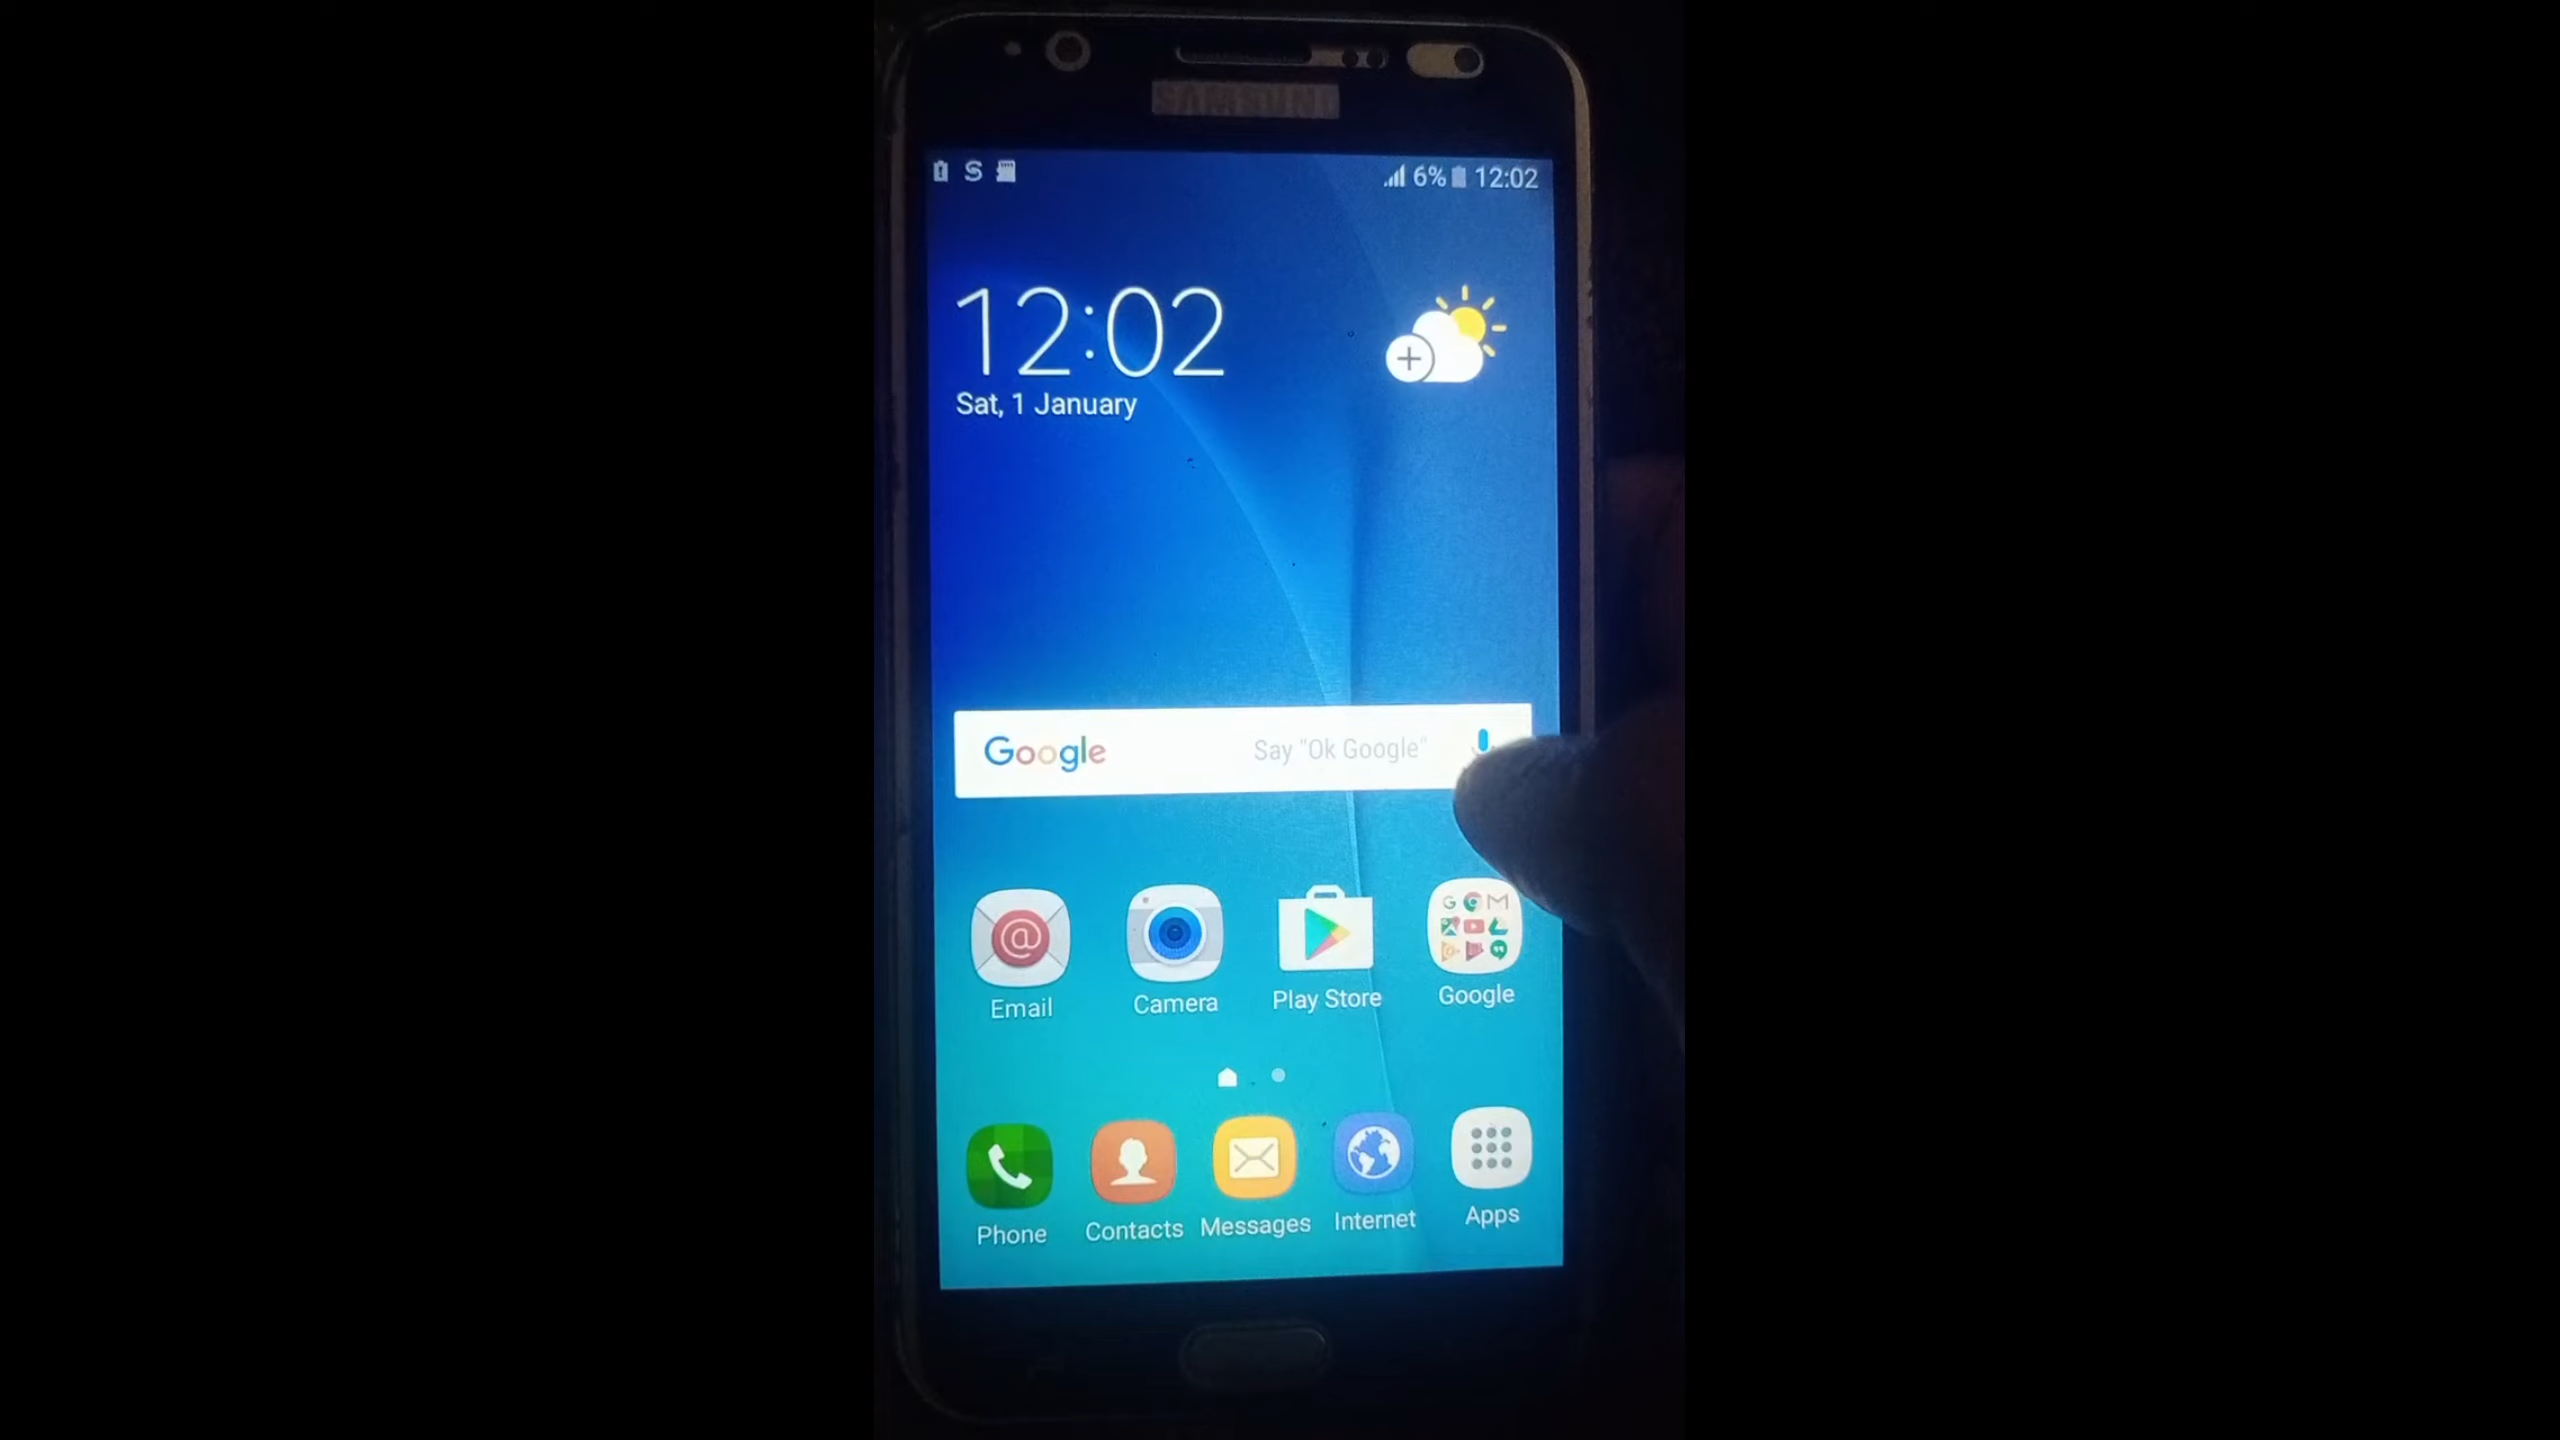 SAMSUNG
6% 12:02
12:02
Sat, 1 January
Google Say "Ok Google"
Email Camera Play Store Google
Phone Contacts Messages Internet Apps